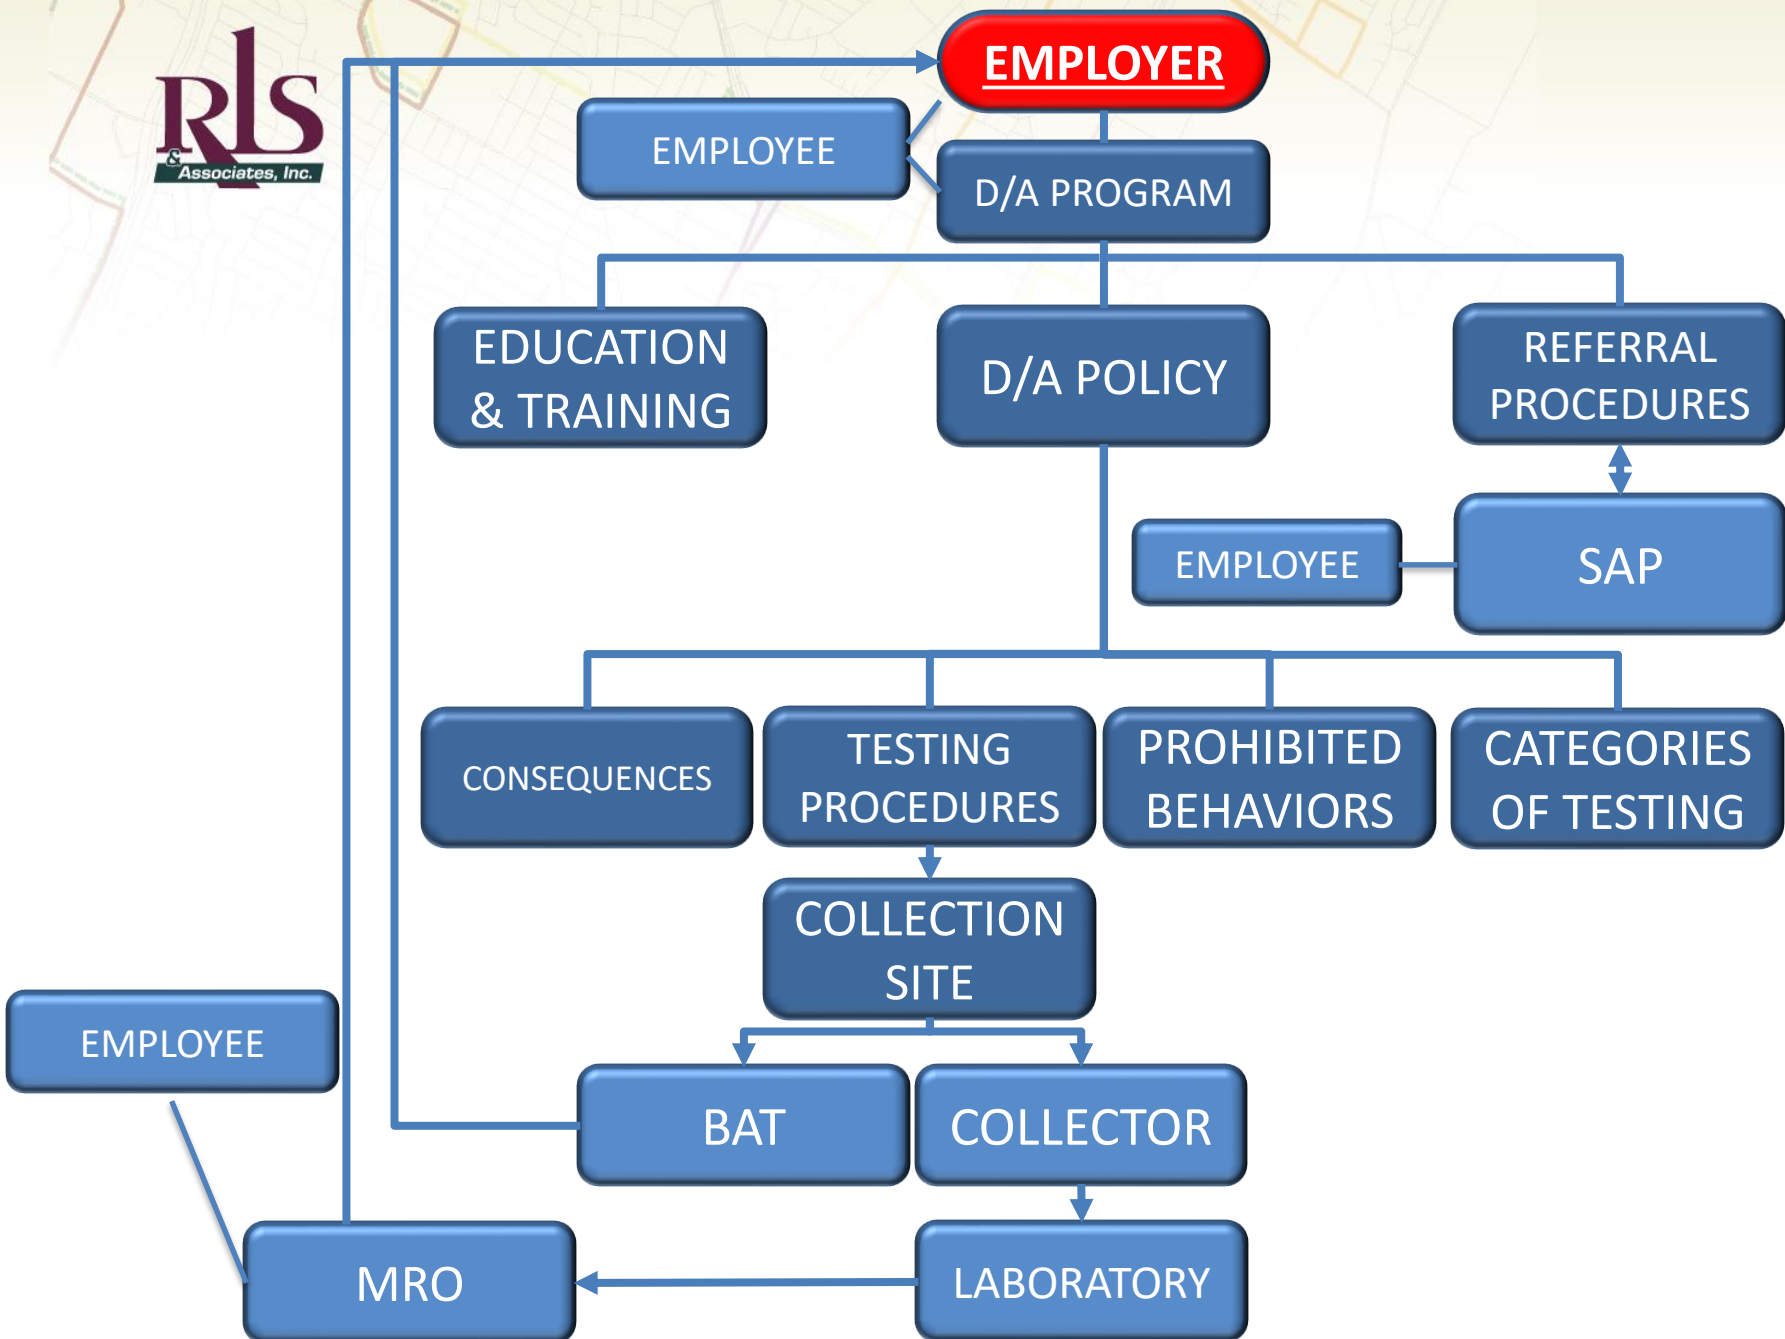 RLS
& Associates, Inc.
EMPLOYER
EMPLOYEE
D/A PROGRAM
EDUCATION
& TRAINING
D/A POLICY
REFERRAL
PROCEDURES
EMPLOYEE
SAP
CONSEQUENCES
TESTING
PROCEDURES
PROHIBITED
BEHAVIORS
CATEGORIES
OF TESTING
COLLECTION
SITE
EMPLOYEE
BAT
COLLECTOR
MRO
LABORATORY